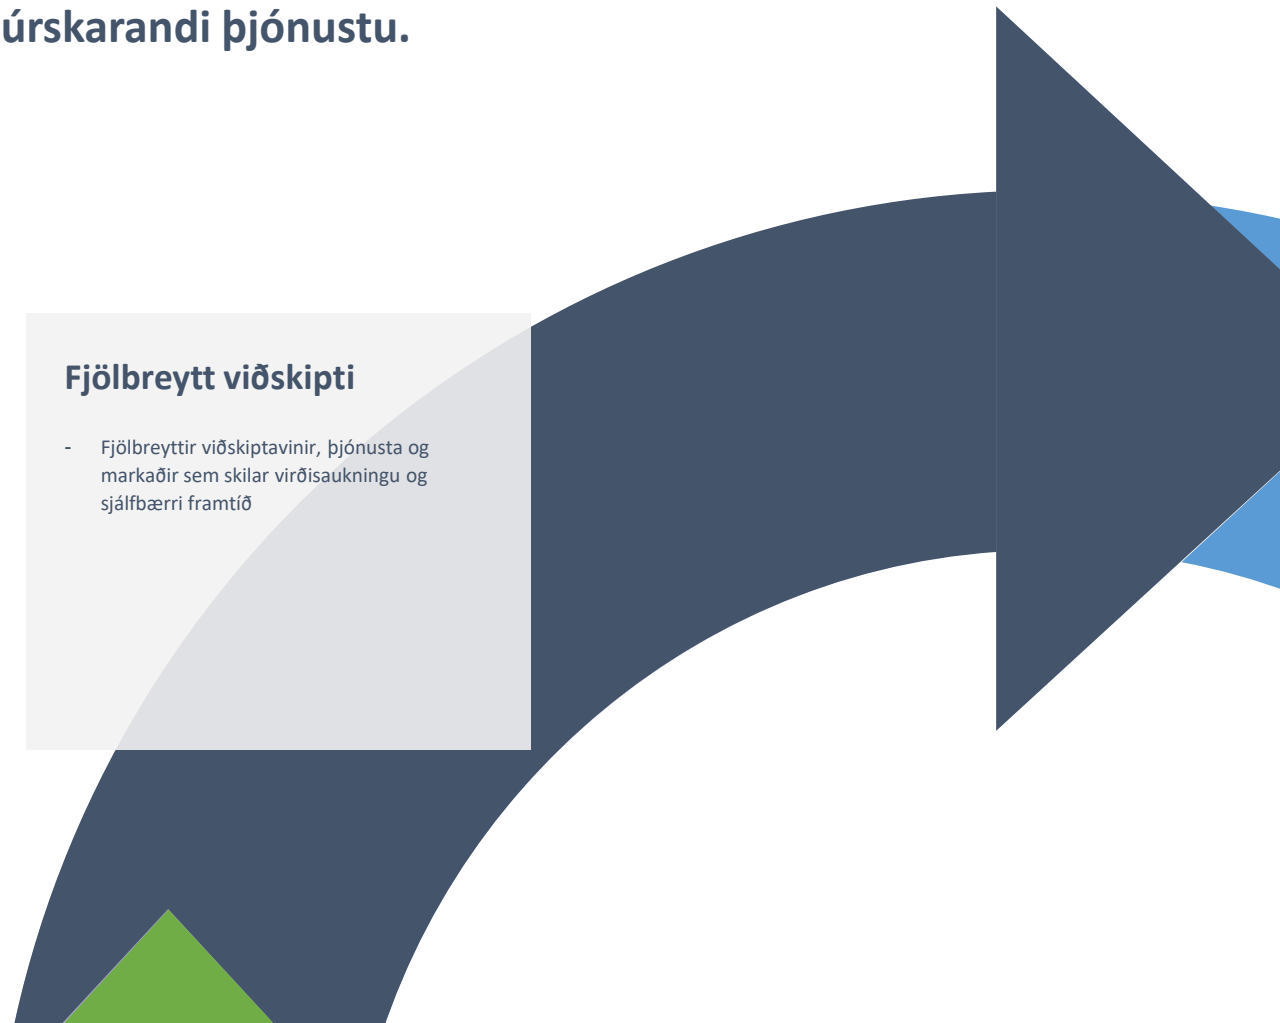 úrskarandi þjónustu.
Fjölbreytt viðskipti
- Fjölbreyttir viðskiptavinir, þjónusta og
markaðir sem skilar virðisaukningu og
sjálfbærri framtíð